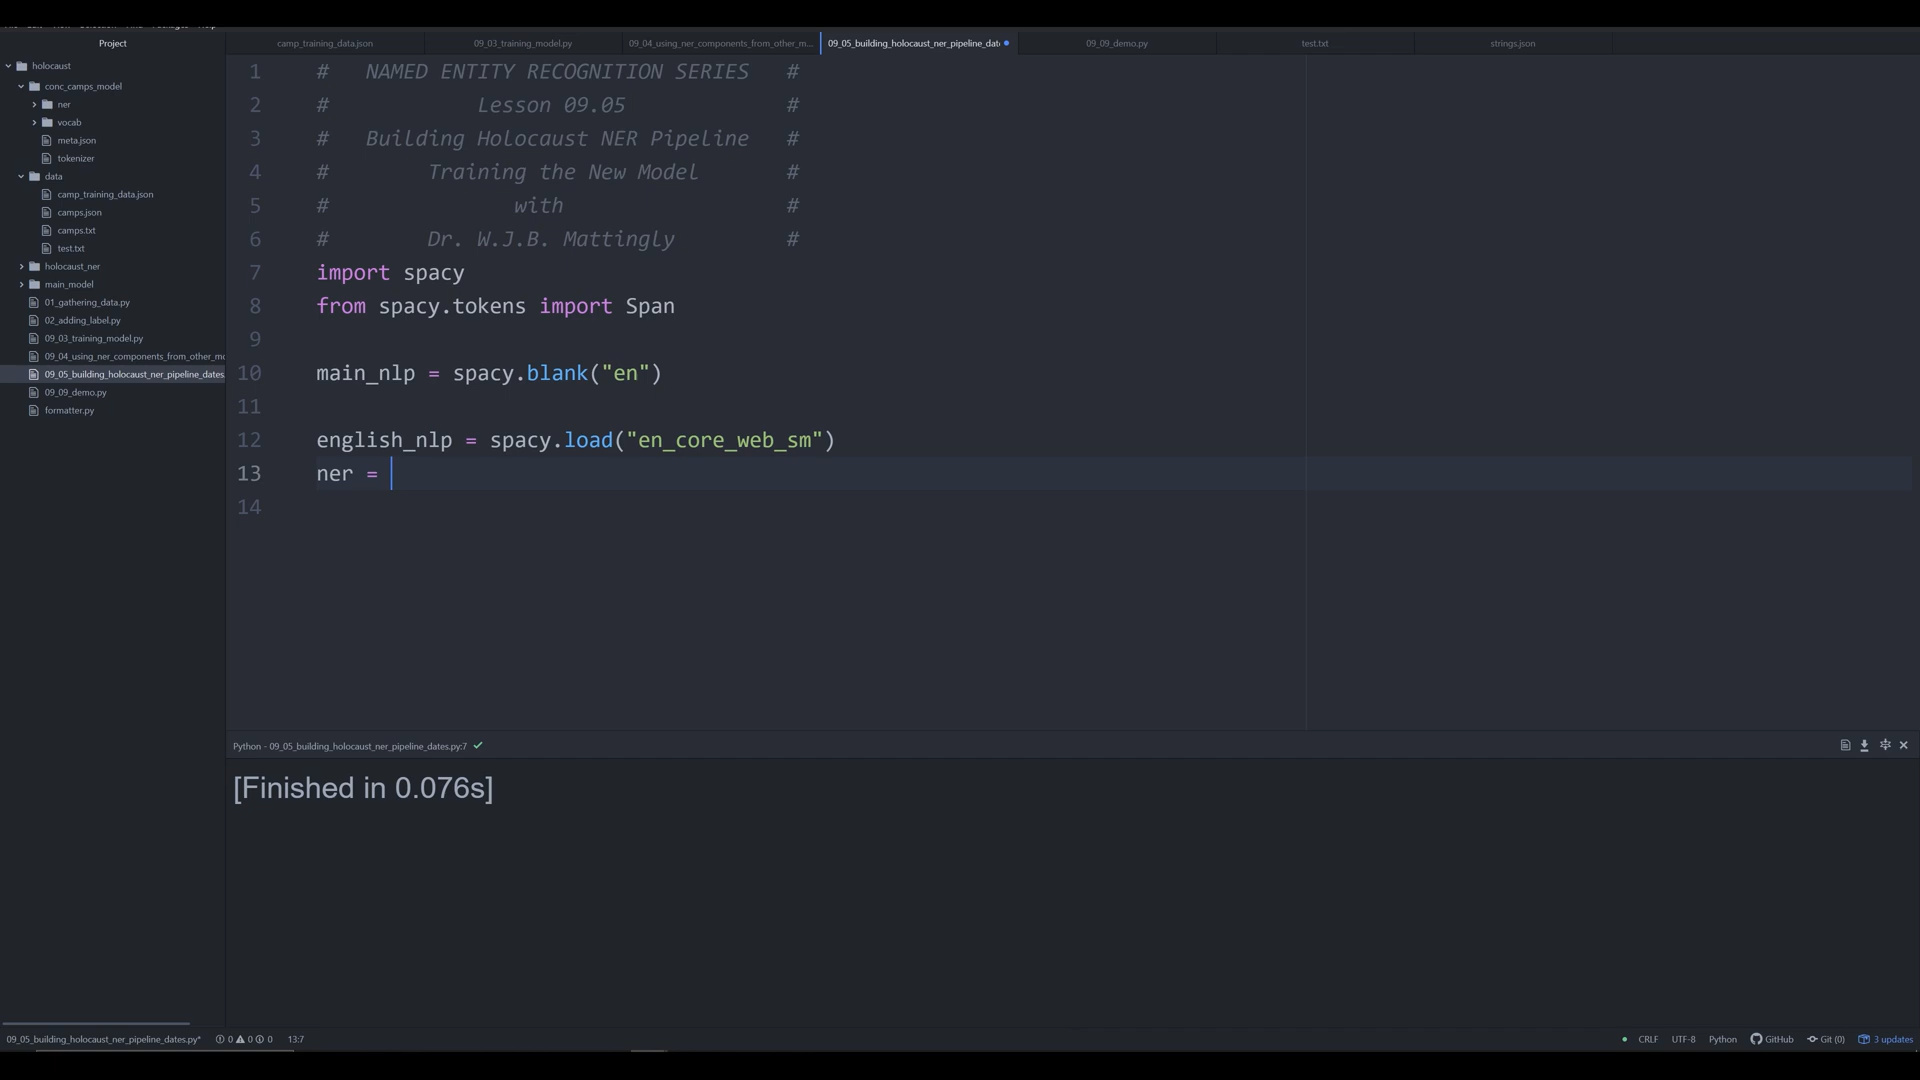 Project
camp_training_data.json
09_03_training_model.py
09_04_using_ner_components_from_other_m...
09_05_building_holocaust_ner_pipeline_dat
09_09_demo.py
test.txt
strings.json
holocaust
conc_camps_model
ner
vocab
meta.json
tokenizer
data
camp_training_data.json
camps.json
camps.txt
test.txt
holocaust_ner
main_model
01_gathering_data.py
02_adding_label.py
09_03_training_model.py
09_04_using_ner_components_from_other_mo
09_05_building_holocaust_ner_pipeline_dates.
09_09_demo.py
formatter.py
1 # NAMED ENTITY RECOGNITION SERIES #
2 # Lesson 09.05 #
3 # Building Holocaust NER Pipeline #
4 # Training the New Model #
5 # with #
6 # Dr. W.J.B. Mattingly #
7 import spacy
8 from spacy.tokens import Span
9
10 main_nlp = spacy.blank("en")
11
12 english_nlp = spacy.load("en_core_web_sm")
13 ner =
14
Python - 09_05_building_holocaust_ner_pipeline_dates.py:7
[Finished in 0.076s]
09_05_building_holocaust_ner_pipeline_dates.py* 0 0 0 13:7 CRLF UTF-8 Python GitHub Git (0) 3 updates